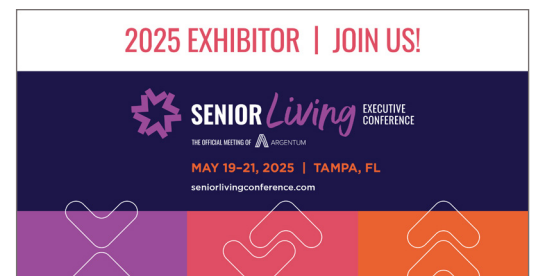 2025 EXHIBITOR | JOIN US!
SENIOR Living EXECUTIVE
CONFERENCE
THE OFFICIAL MEETING OF ARGENTUM
MAY 19–21, 2025 | TAMPA, FL
seniorlivingconference.com